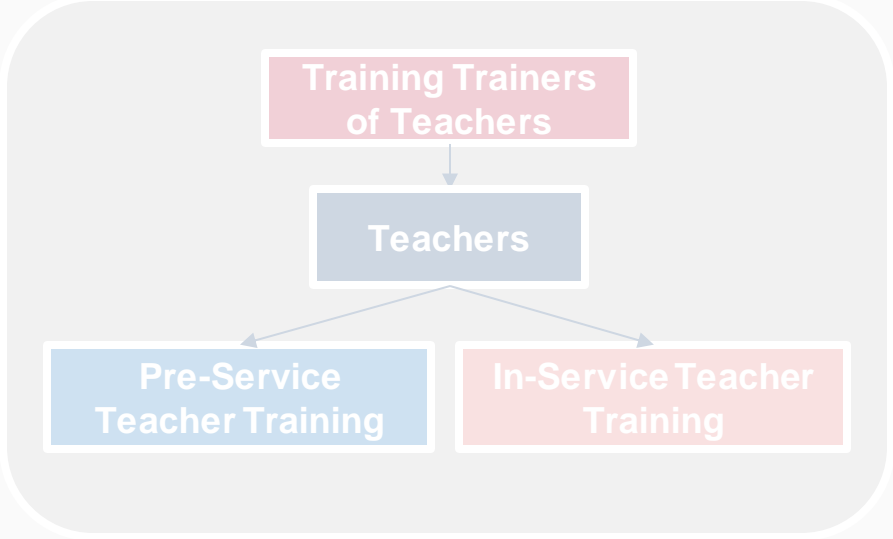 Training Trainers
of Teachers
Teachers
Pre-Service
Teacher Training
In-Service Teacher
Training